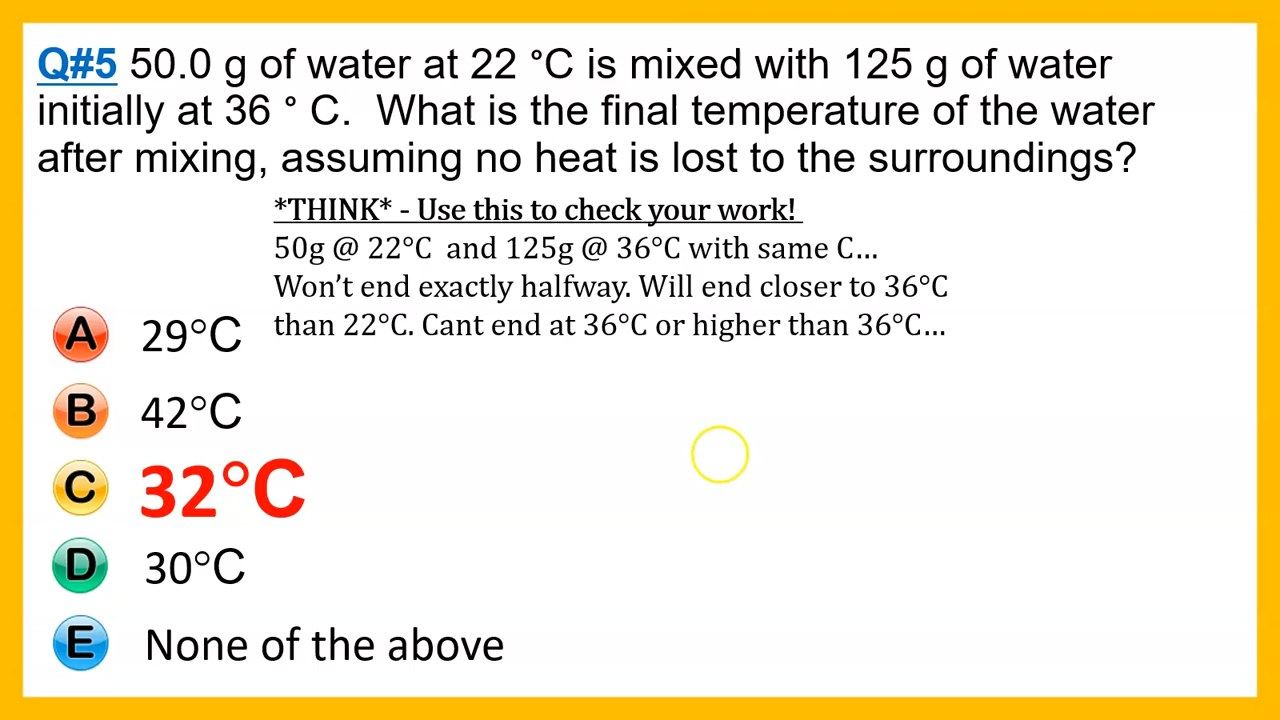 Q#5 50.0 g of water at 22 °C is mixed with 125 g of water
initially at 36 ° C.  What is the final temperature of the water
after mixing, assuming no heat is lost to the surroundings?
*THINK* - Use this to check your work!
50g @ 22°C  and 125g @ 36°C with same C…
Won’t end exactly halfway. Will end closer to 36°C
than 22°C. Cant end at 36°C or higher than 36°C…
A 29°C
B 42°C
C 32°C
D 30°C
E None of the above